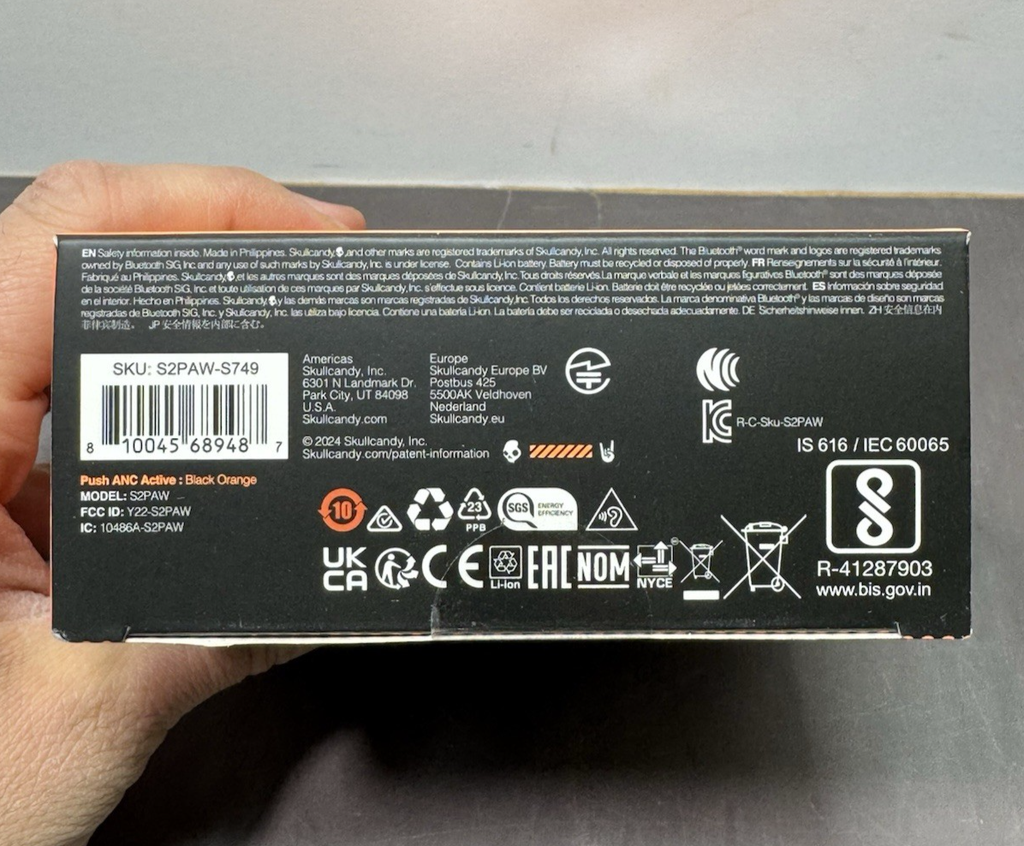 EN Safety information inside. Made in Philippines. Skullcandy, and other marks are registered trademarks of Skullcandy, Inc. All rights reserved. The Bluetooth® word mark and logos are registered trademarks
owned by Bluetooth SIG, Inc and any use of such marks by Skullcandy, Inc. is under license. Contains Li-ion battery. Battery must be recycled or disposed of properly. FR Renseignements sur la sécurité à l'intérieur.
Fabriqué au Philippines. Skullcandy, et les autres marques sont des marques déposées de Skullcandy,Inc. Tous droits réservés.La marque verbale et les marques figuratives Bluetooth® sont des marques déposée
de la société Bluetooth SIG, Inc. et toute utilisation de ces marques par Skullcandy, Inc. s'effectue sous licence. Contient batterie Li-ion. Batterie doit être recyclée ou jetées correctement. ES Información sobre seguridad
en el interior. Hecho en Philippines. Skullcandy, y las demás marcas son marcas registradas de Skullcandy,Inc. Todos los derechos reservados. La marca denominativa Bluetooth® y las marcas de diseño son marcas
registradas de Bluetooth SIG, Inc. y Skullcandy, Inc. las utiliza bajo licencia. Contiene una batería Li-ion. La batería debe ser reciclada o desechada adecuadamente. DE Sicherheitshinweise innen. ZH 安全信息在内
菲律宾制造。 JP 安全情報を内部に含む。
SKU: S2PAW-S749
8 10045 68948 7
Push ANC Active : Black Orange
MODEL: S2PAW
FCC ID: Y22-S2PAW
IC: 10486A-S2PAW
Americas
Skullcandy, Inc.
6301 N Landmark Dr.
Park City, UT 84098
U.S.A.
Skullcandy.com
Europe
Skullcandy Europe BV
Postbus 425
5500AK Veldhoven
Nederland
Skullcandy.eu
© 2024 Skullcandy, Inc.
Skullcandy.com/patent-information
R-C-Sku-S2PAW
IS 616 / IEC 60065
10
23
PPB
SGS ENERGY
EFFICIENCY
UK
CA
CE
Li-ion
EAC
NOM
NYCE
R-41287903
www.bis.gov.in